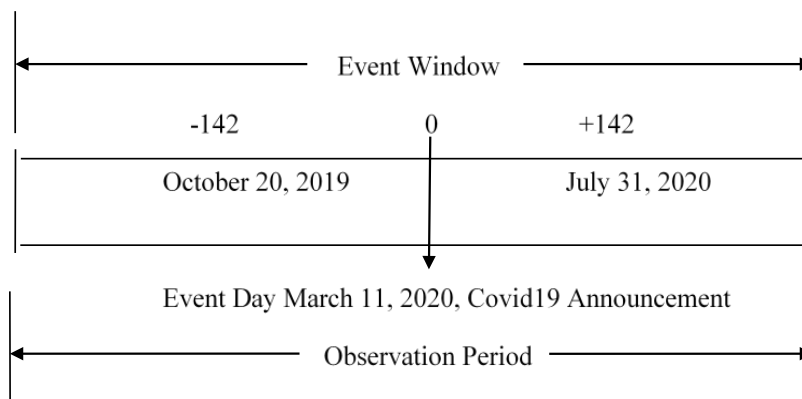 Event Window
-142 0 +142
October 20, 2019 July 31, 2020
Event Day March 11, 2020, Covid19 Announcement
Observation Period